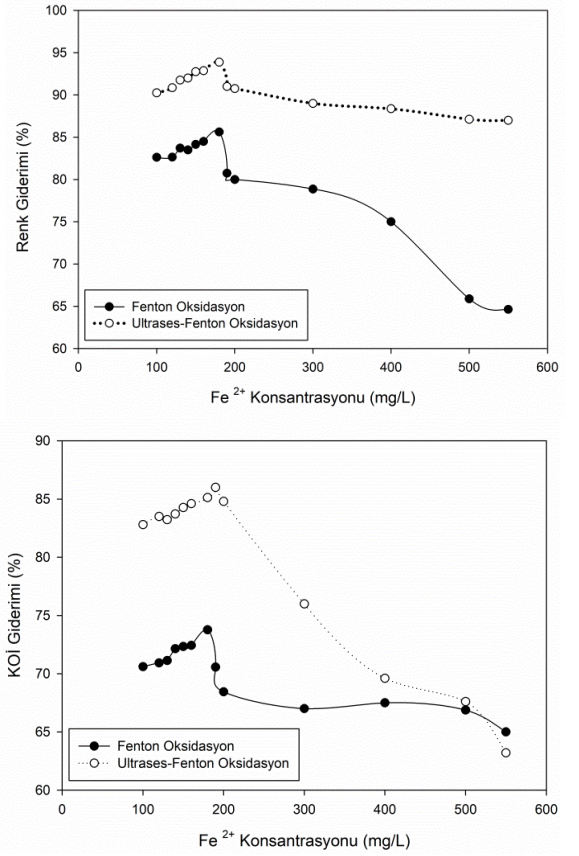 100
95
90
85
80
75
70
65
60
Renk Giderimi (%)
Fenton Oksidasyon
Ultrases-Fenton Oksidasyon
0 100 200 300 400 500 600
Fe 2+ Konsantrasyonu (mg/L)
90
85
80
75
70
65
60
KOİ Giderimi (%)
Fenton Oksidasyon
Ultrases-Fenton Oksidasyon
0 100 200 300 400 500 600
Fe 2+ Konsantrasyonu (mg/L)